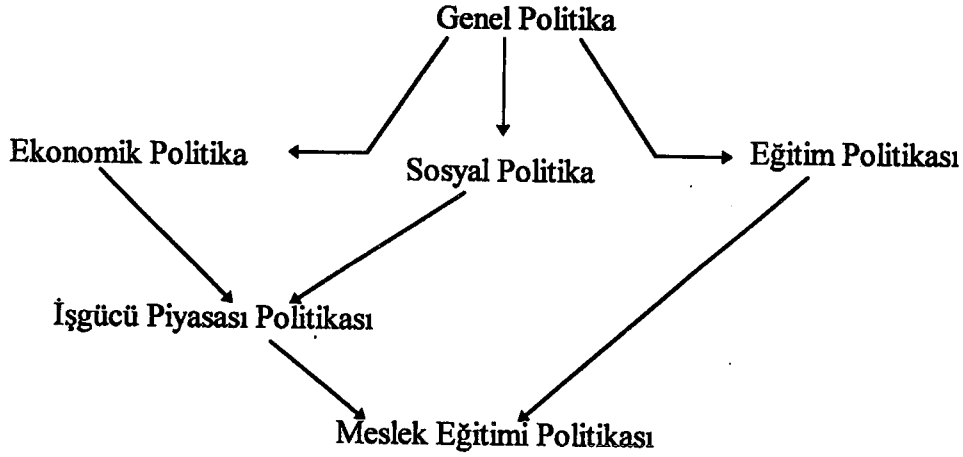 Genel Politika
Ekonomik Politika
Sosyal Politika
Eğitim Politikası
İşgücü Piyasası Politikası
Meslek Eğitimi Politikası